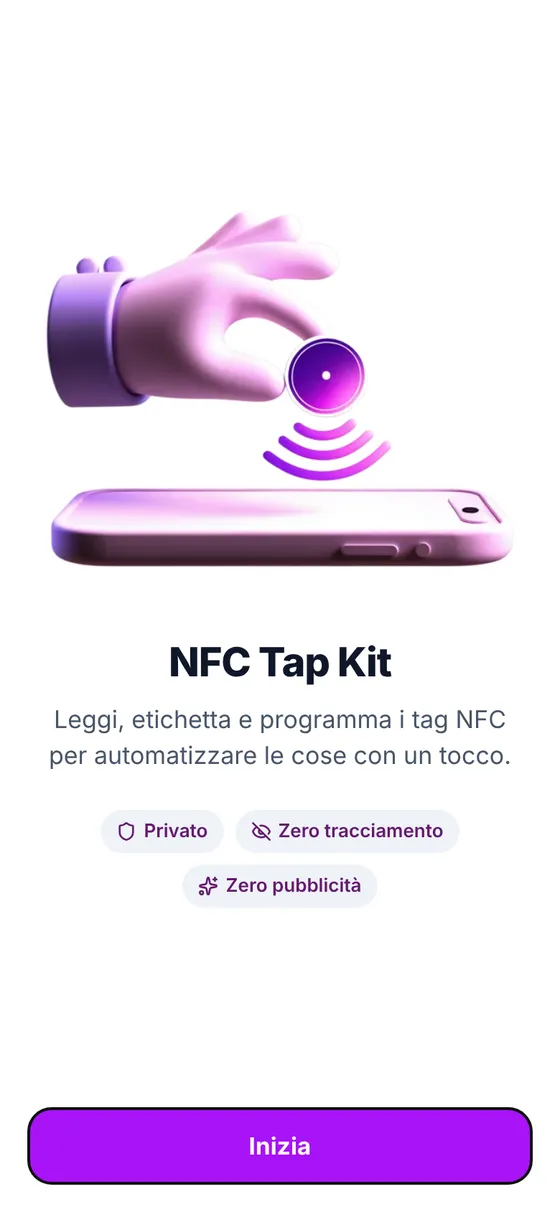 NFC Tap Kit
Leggi, etichetta e programma i tag NFC
per automatizzare le cose con un tocco.
Privato
Zero tracciamento
Zero pubblicità
Inizia